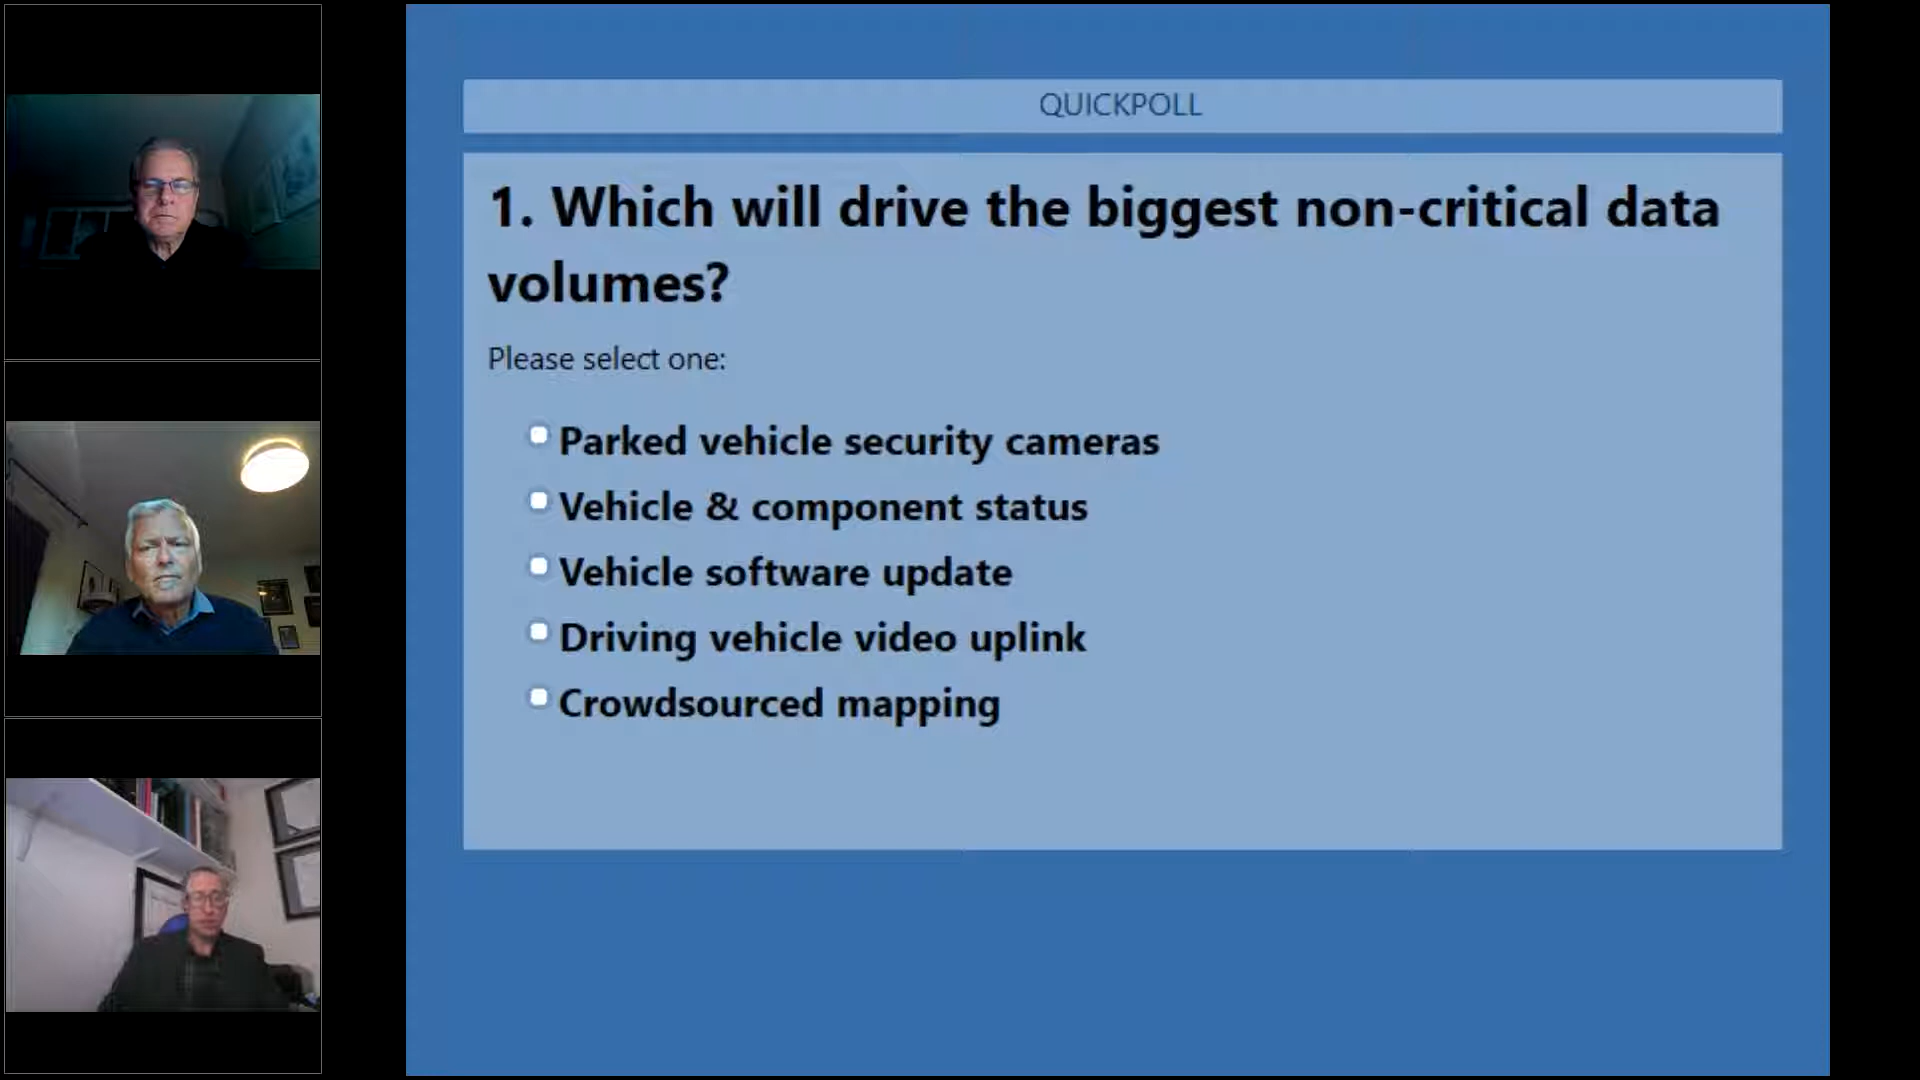 QUICKPOLL
1. Which will drive the biggest non-critical data
volumes?
Please select one:
Parked vehicle security cameras
Vehicle & component status
Vehicle software update
Driving vehicle video uplink
Crowdsourced mapping